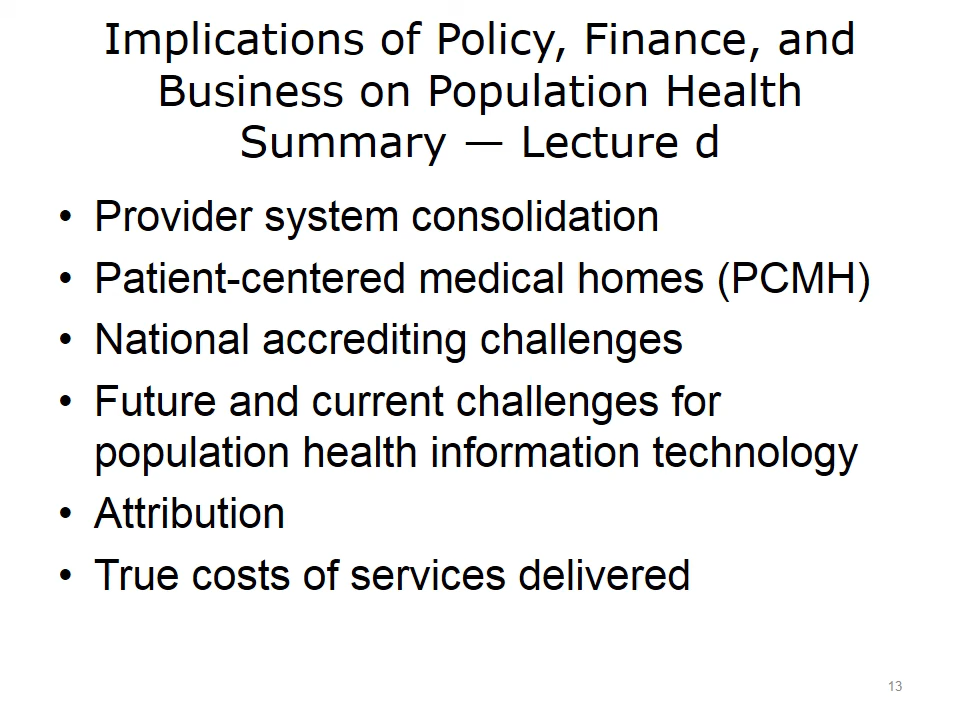 Implications of Policy, Finance, and
Business on Population Health
Summary — Lecture d
• Provider system consolidation
• Patient-centered medical homes (PCMH)
• National accrediting challenges
• Future and current challenges for
population health information technology
• Attribution
• True costs of services delivered
13